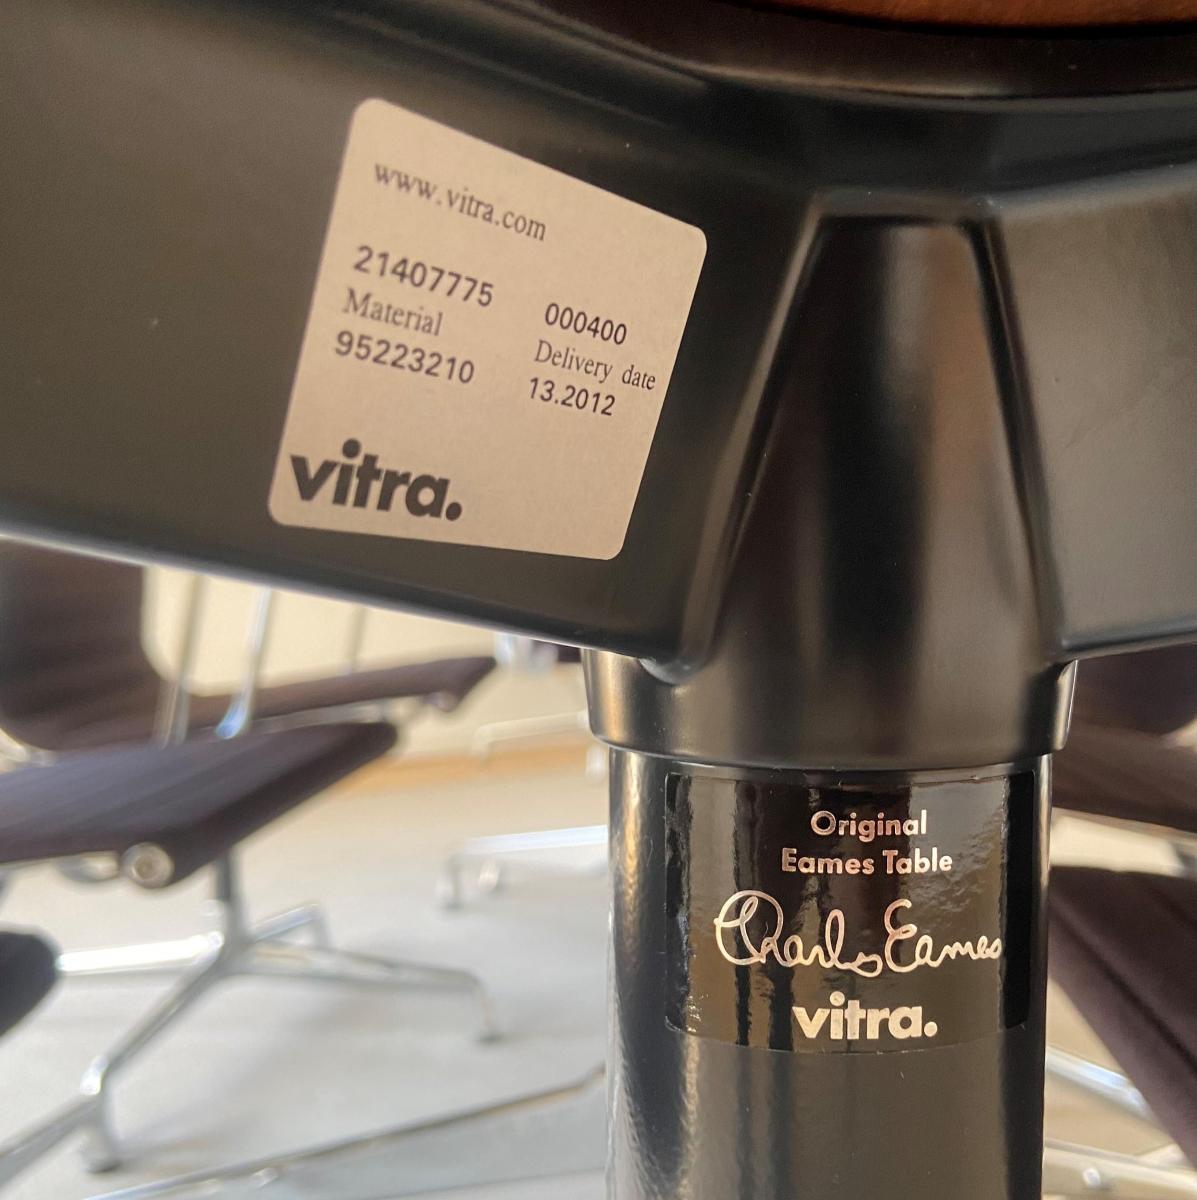 www.vitra.com
21407775 000400
Material Delivery date
95223210 13.2012
vitra.
Original
Eames Table
Charles Eames
vitra.